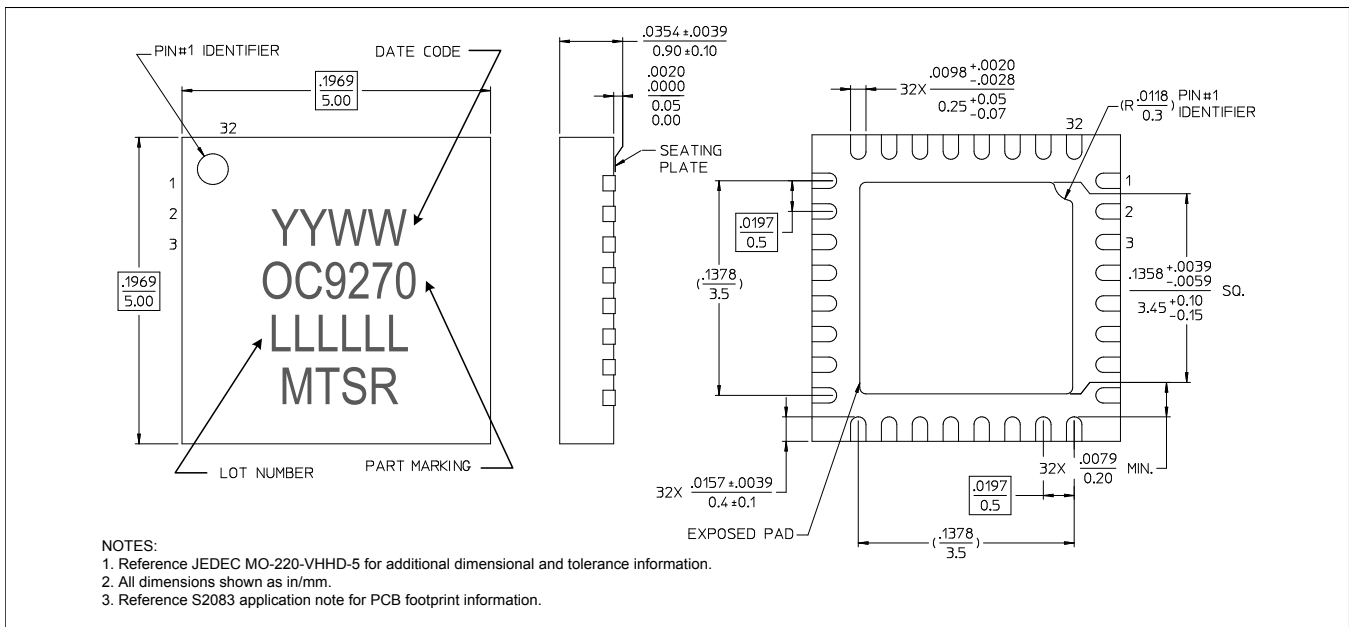 PIN#1 IDENTIFIER
DATE CODE
.1969
5.00
32
1
2
3
.1969
5.00
YYWW
OC9270
LLLLLL
MTSR
LOT NUMBER
PART MARKING
.0354 ±.0039
0.90 ±0.10
.0020
.0000
0.05
0.00
SEATING
PLATE
32X .0098 +.0020 -.0028
0.25 +0.05 -0.07
(R .0118 / 0.3) PIN#1
IDENTIFIER
32
1
2
3
.0197
0.5
(.1378 / 3.5)
.1358 +.0039 -.0059
3.45 +0.10 -0.15
SQ.
32X .0157 ±.0039
0.4 ±0.1
32X .0079 MIN.
0.20
.0197
0.5
EXPOSED PAD
(.1378 / 3.5)
NOTES:
1. Reference JEDEC MO-220-VHHD-5 for additional dimensional and tolerance information.
2. All dimensions shown as in/mm.
3. Reference S2083 application note for PCB footprint information.